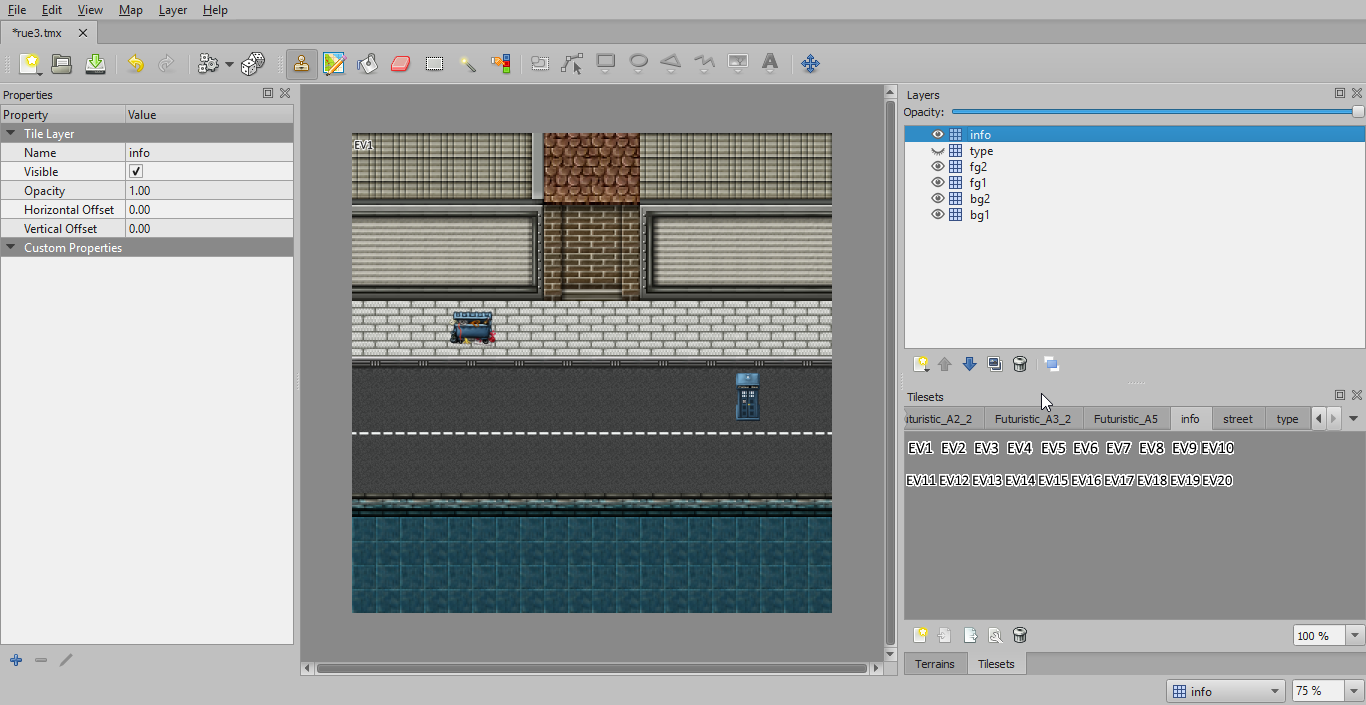 File Edit View Map Layer Help
*rue3.tmx
Properties
Property Value
Tile Layer
Name info
Visible
Opacity 1.00
Horizontal Offset 0.00
Vertical Offset 0.00
Custom Properties
EV1
Layers
Opacity:
info
type
fg2
fg1
bg2
bg1
Tilesets
uturistic_A2_2 Futuristic_A3_2 Futuristic_A5 info street type
EV1 EV2 EV3 EV4 EV5 EV6 EV7 EV8 EV9 EV10
EV11 EV12 EV13 EV14 EV15 EV16 EV17 EV18 EV19 EV20
100 %
Terrains Tilesets
info 75 %